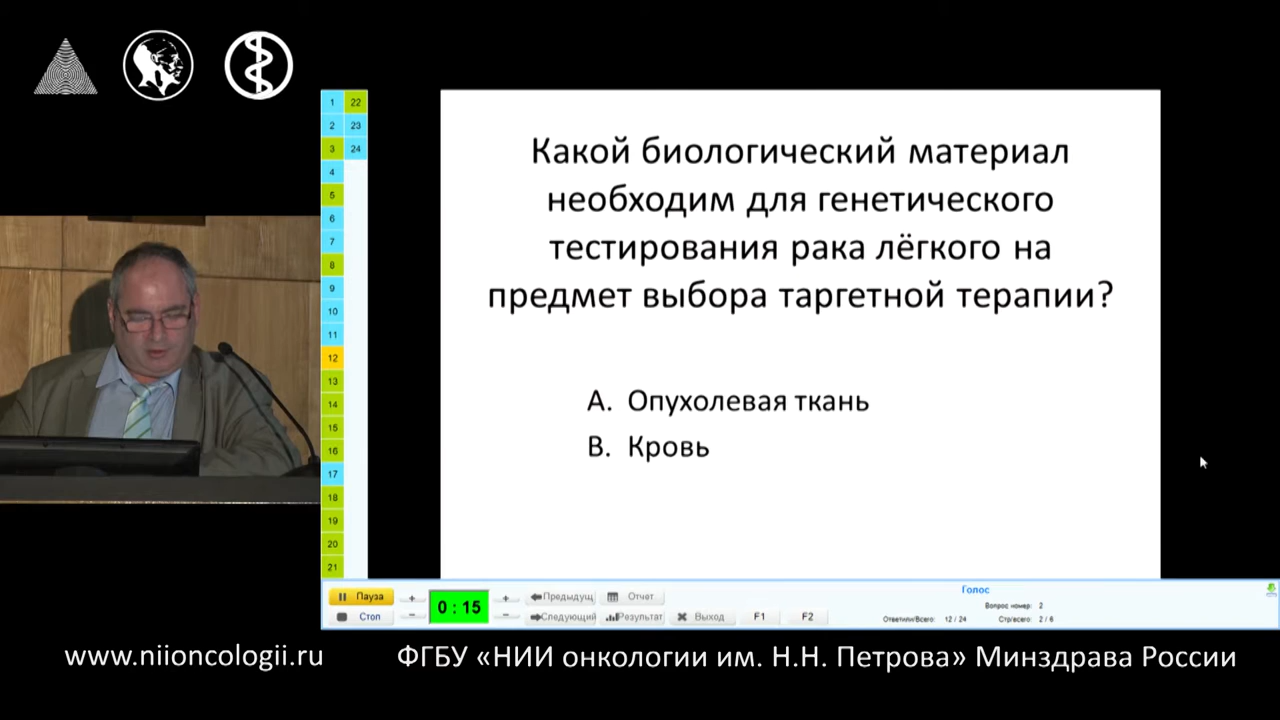 1 22
2 23
3 24
4
5
6
7
8
9
10
11
12
13
14
15
16
17
18
19
20
21
Какой биологический материал
необходим для генетического
тестирования рака лёгкого на
предмет выбора таргетной терапии?
A. Опухолевая ткань
B. Кровь
Пауза + 0 : 15 + Предыдущ Отчет
Стоп − − Следующий Результат Выход F1 F2
Голос
Вопрос номер: 2
Ответили/Всего: 12 / 24 Стр/всего: 2 / 6
www.niioncologii.ru ФГБУ «НИИ онкологии им. Н.Н. Петрова» Минздрава России